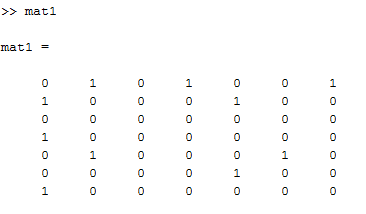 >> mat1
mat1 =
0 1 0 1 0 0 1
1 0 0 0 1 0 0
0 0 0 0 0 0 0
1 0 0 0 0 0 0
0 1 0 0 0 1 0
0 0 0 0 1 0 0
1 0 0 0 0 0 0